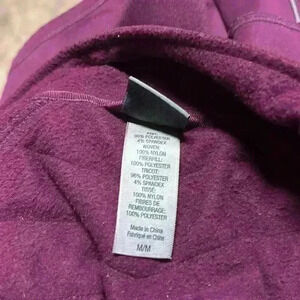 96% POLYESTER
4% SPANDEX
WOVEN:
100% NYLON
FIBERFILL:
100% POLYESTER
TRICOT:
96% POLYESTER
4% SPANDEX
TISSÉ:
100% NYLON
FIBRES DE
REMBOURRAGE:
100% POLYESTER
Made in China
Fabriqué en Chine
M/M